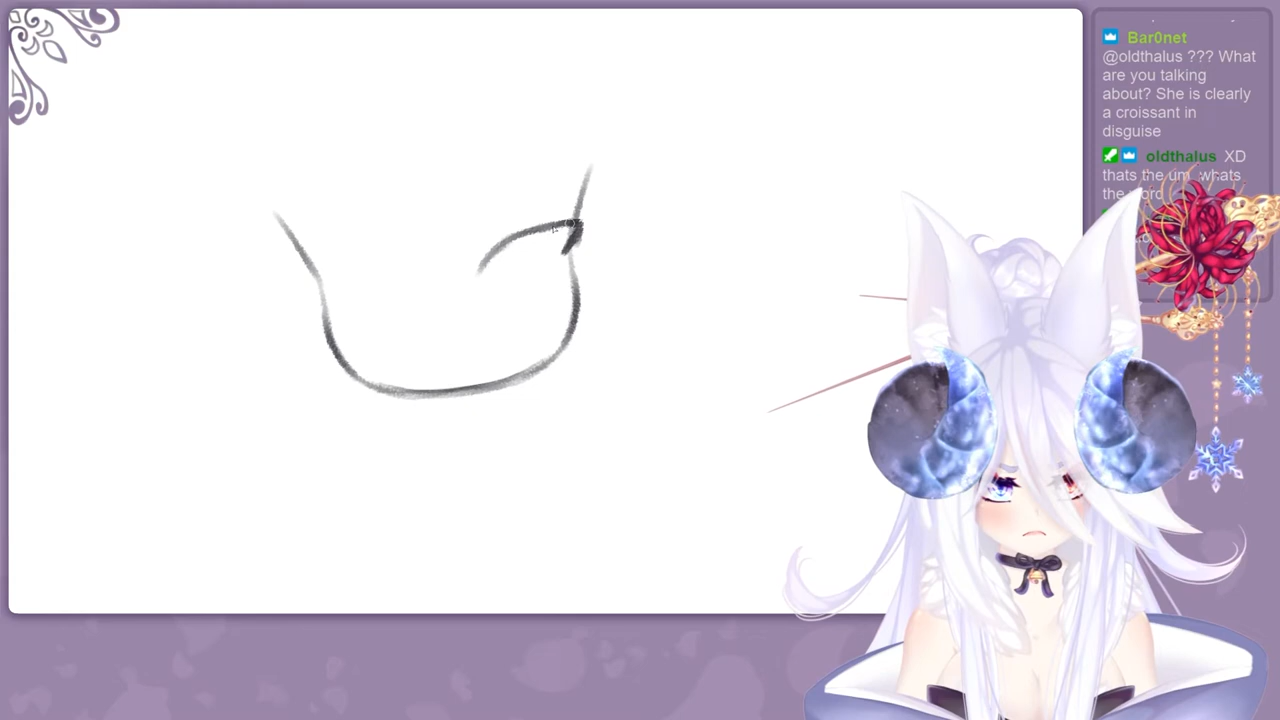 Bar0net
@oldthalus ??? What
are you talking
about? She is clearly
a croissant in
disguise
oldthalus XD
thats the um whats
the word